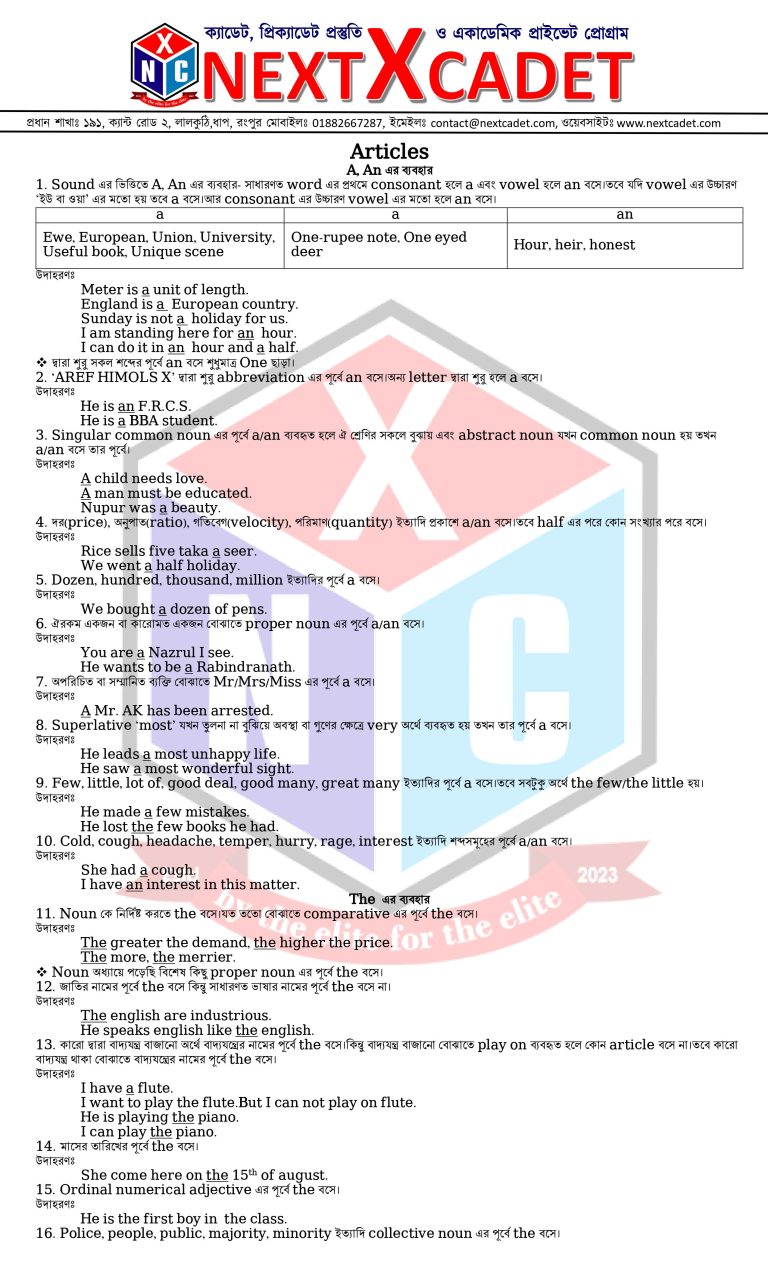 ক্যাডেট, প্রিক্যাডেট প্রস্তুতি ও একাডেমিক প্রাইভেট প্রোগ্রাম
X
N C
by the elite for the elite
NEXTXCADET
প্রধান শাখাঃ ১৯১, ক্যান্ট রোড ২, লালকুঠি,ধাপ, রংপুর মোবাইলঃ 01882667287, ইমেইলঃ contact@nextcadet.com, ওয়েবসাইটঃ www.nextcadet.com
Articles
A, An এর ব্যবহার
1. Sound এর ভিত্তিতে A, An এর ব্যবহার- সাধারণত word এর প্রথমে consonant হলে a এবং vowel হলে an বসে।তবে যদি vowel এর উচ্চারণ
‘ইউ বা ওয়া’ এর মতো হয় তবে a বসে।আর consonant এর উচ্চারণ vowel এর মতো হলে an বসে।
a a an
Ewe, European, Union, University, One-rupee note, One eyed Hour, heir, honest
Useful book, Unique scene deer
উদাহরণঃ
Meter is a unit of length.
England is a European country.
Sunday is not a holiday for us.
I am standing here for an hour.
I can do it in an hour and a half.
❖ দ্বারা শুরু সকল শব্দের পূর্বে an বসে শুধুমাত্র One ছাড়া।
2. ‘AREF HIMOLS X’ দ্বারা শুরু abbreviation এর পূর্বে an বসে।অন্য letter দ্বারা শুরু হলে a বসে।
উদাহরণঃ
He is an F.R.C.S.
He is a BBA student.
3. Singular common noun এর পূর্বে a/an ব্যবহৃত হলে ঐ শ্রেণির সকলে বুঝায় এবং abstract noun যখন common noun হয় তখন
a/an বসে তার পূর্বে।
উদাহরণঃ
A child needs love.
A man must be educated.
Nupur was a beauty.
4. দর(price), অনুপাত(ratio), গতিবেগ(velocity), পরিমাণ(quantity) ইত্যাদি প্রকাশে a/an বসে।তবে half এর পরে কোন সংখ্যার পরে বসে।
উদাহরণঃ
Rice sells five taka a seer.
We went a half holiday.
5. Dozen, hundred, thousand, million ইত্যাদির পূর্বে a বসে।
উদাহরণঃ
We bought a dozen of pens.
6. ঐরকম একজন বা কারোমত একজন বোঝাতে proper noun এর পূর্বে a/an বসে।
উদাহরণঃ
You are a Nazrul I see.
He wants to be a Rabindranath.
7. অপরিচিত বা সম্মানিত ব্যক্তি বোঝাতে Mr/Mrs/Miss এর পূর্বে a বসে।
উদাহরণঃ
A Mr. AK has been arrested.
8. Superlative ‘most’ যখন তুলনা না বুঝিয়ে অবস্থা বা গুণের ক্ষেত্রে very অর্থে ব্যবহৃত হয় তখন তার পূর্বে a বসে।
উদাহরণঃ
He leads a most unhappy life.
He saw a most wonderful sight.
9. Few, little, lot of, good deal, good many, great many ইত্যাদির পূর্বে a বসে।তবে সবটুকু অর্থে the few/the little হয়।
উদাহরণঃ
He made a few mistakes.
He lost the few books he had.
10. Cold, cough, headache, temper, hurry, rage, interest ইত্যাদি শব্দসমূহের পূর্বে a/an বসে।
উদাহরণঃ
She had a cough.
I have an interest in this matter.
The এর ব্যবহার
11. Noun কে নির্দিষ্ট করতে the বসে।যত ততো বোঝাতে comparative এর পূর্বে the বসে।
উদাহরণঃ
The greater the demand, the higher the price.
The more, the merrier.
❖ Noun অধ্যায়ে পড়েছি বিশেষ কিছু proper noun এর পূর্বে the বসে।
12. জাতির নামের পূর্বে the বসে কিন্তু সাধারণত ভাষার নামের পূর্বে the বসে না।
উদাহরণঃ
The english are industrious.
He speaks english like the english.
13. কারো দ্বারা বাদ্যযন্ত্র বাজানো অর্থে বাদ্যযন্ত্রের নামের পূর্বে the বসে।কিন্তু বাদ্যযন্ত্র বাজানো বোঝাতে play on ব্যবহৃত হলে কোন article বসে না।তবে কারো
বাদ্যযন্ত্র থাকা বোঝাতে বাদ্যযন্ত্রের নামের পূর্বে the বসে।
উদাহরণঃ
I have a flute.
I want to play the flute.But I can not play on flute.
He is playing the piano.
I can play the piano.
14. মাসের তারিখের পূর্বে the বসে।
উদাহরণঃ
She come here on the 15th of august.
15. Ordinal numerical adjective এর পূর্বে the বসে।
উদাহরণঃ
He is the first boy in the class.
16. Police, people, public, majority, minority ইত্যাদি collective noun এর পূর্বে the বসে।
X
N C
2023
by the elite for the elite